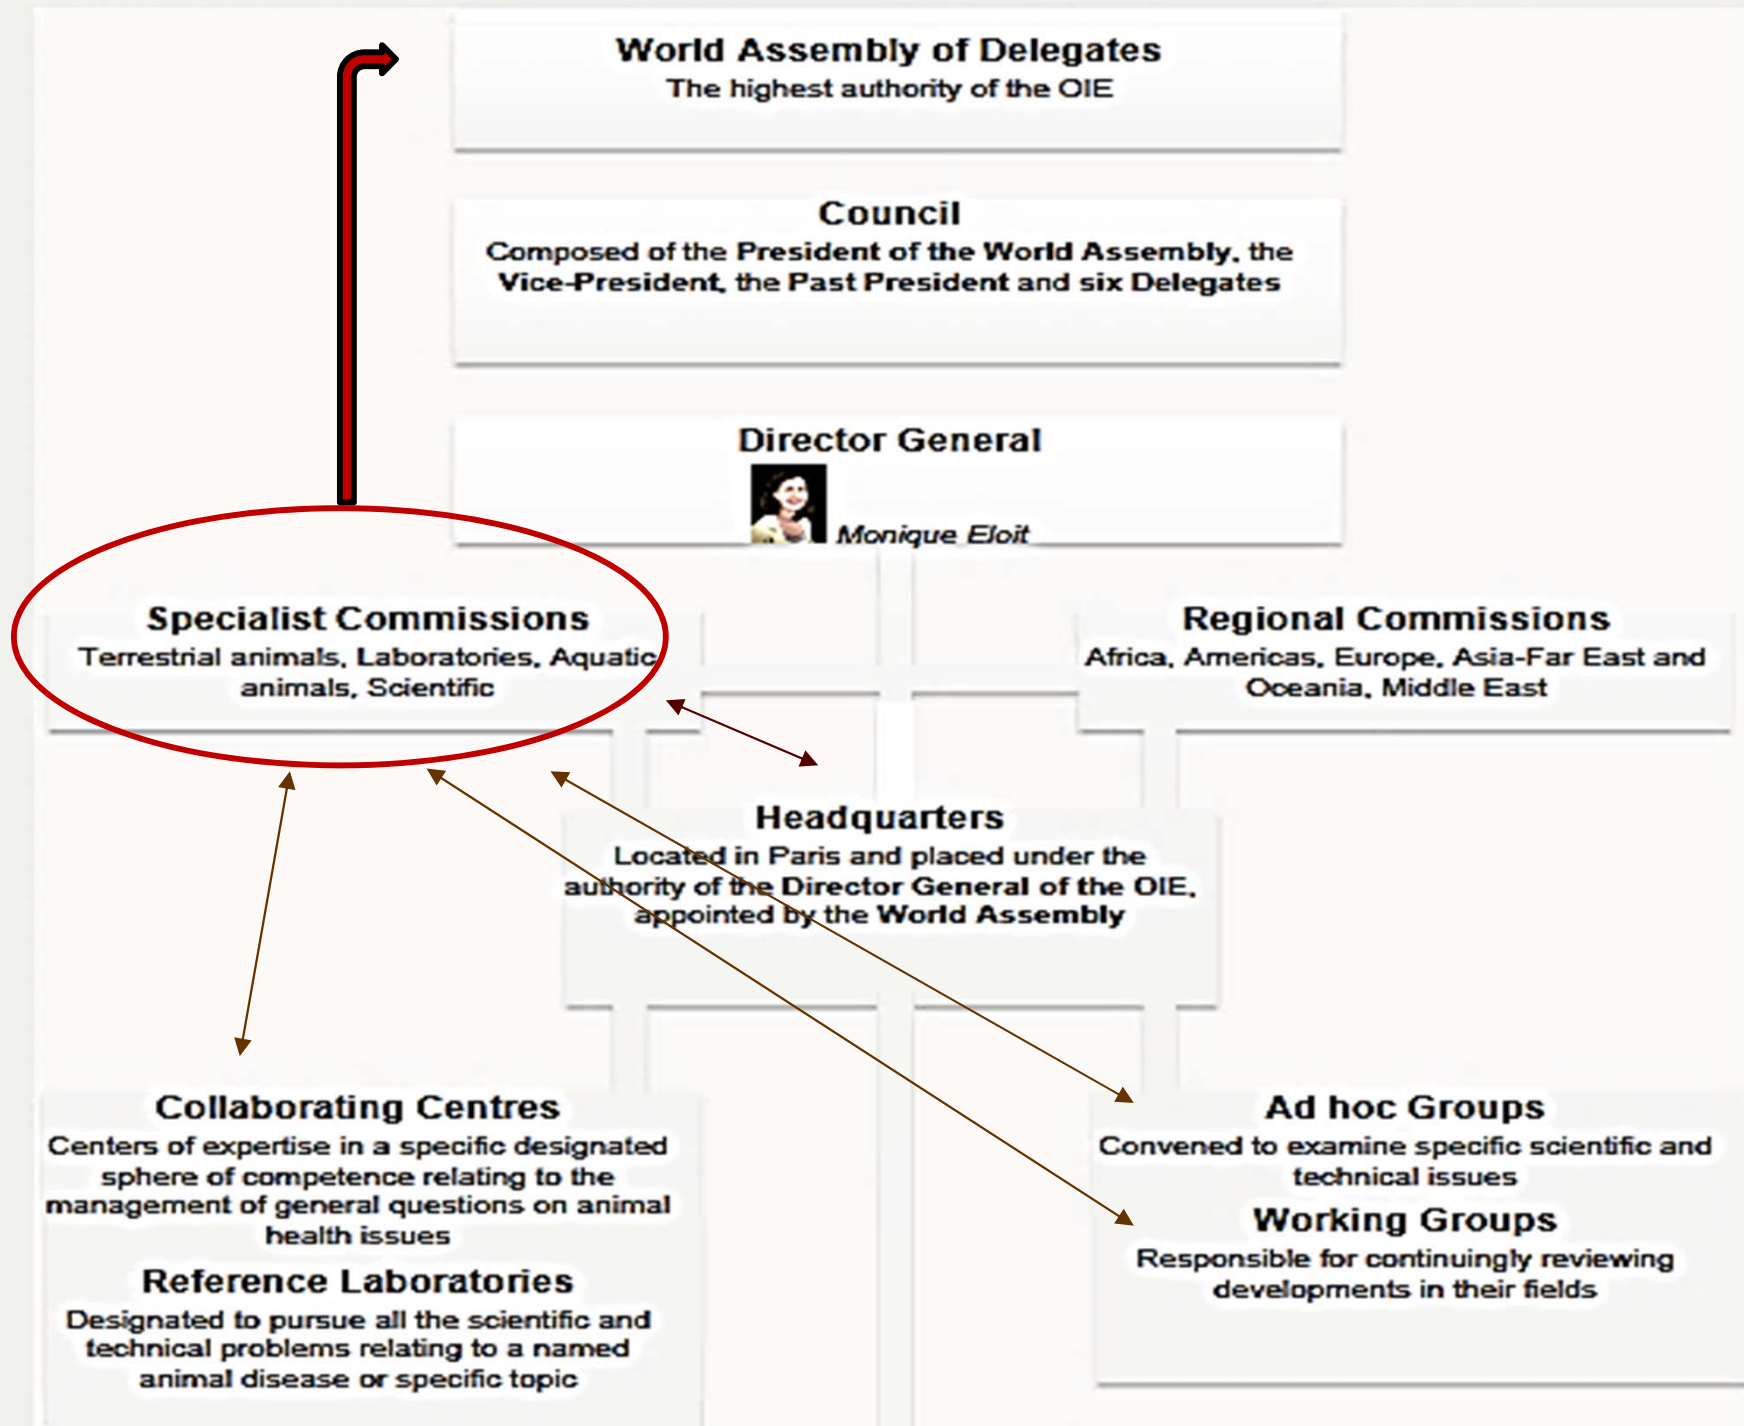 World Assembly of Delegates
The highest authority of the OIE
Council
Composed of the President of the World Assembly, the
Vice-President, the Past President and six Delegates
Director General
Monique Eloit
Specialist Commissions
Terrestrial animals, Laboratories, Aquatic
animals, Scientific
Regional Commissions
Africa, Americas, Europe, Asia-Far East and
Oceania, Middle East
Headquarters
Located in Paris and placed under the
authority of the Director General of the OIE,
appointed by the World Assembly
Collaborating Centres
Centers of expertise in a specific designated
sphere of competence relating to the
management of general questions on animal
health issues
Reference Laboratories
Designated to pursue all the scientific and
technical problems relating to a named
animal disease or specific topic
Ad hoc Groups
Convened to examine specific scientific and
technical issues
Working Groups
Responsible for continuingly reviewing
developments in their fields